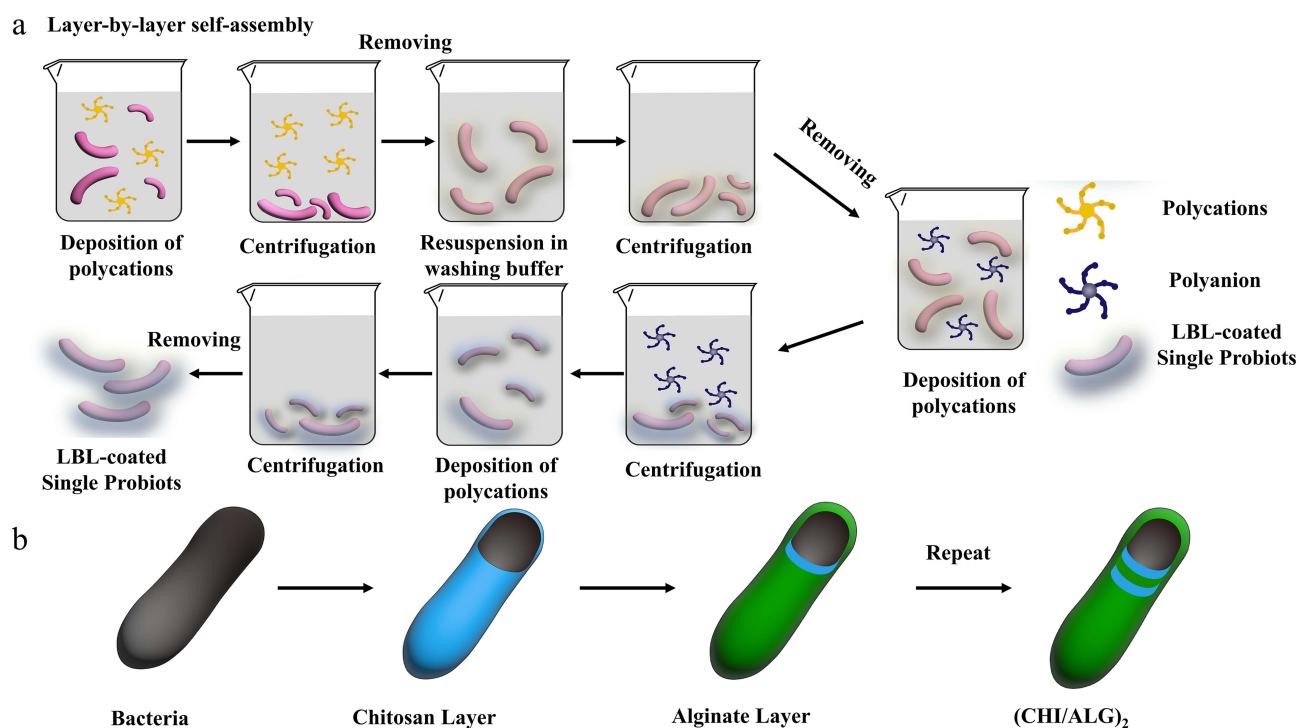 a
Layer-by-layer self-assembly
Removing
Deposition of
polycations
Centrifugation
Resuspension in
washing buffer
Centrifugation
Removing
Deposition of
polycations
Polycations
Polyanion
LBL-coated
Single Probiots
Removing
LBL-coated
Single Probiots
Centrifugation
Deposition of
polycations
Centrifugation
b
Repeat
Bacteria
Chitosan Layer
Alginate Layer
(CHI/ALG)₂